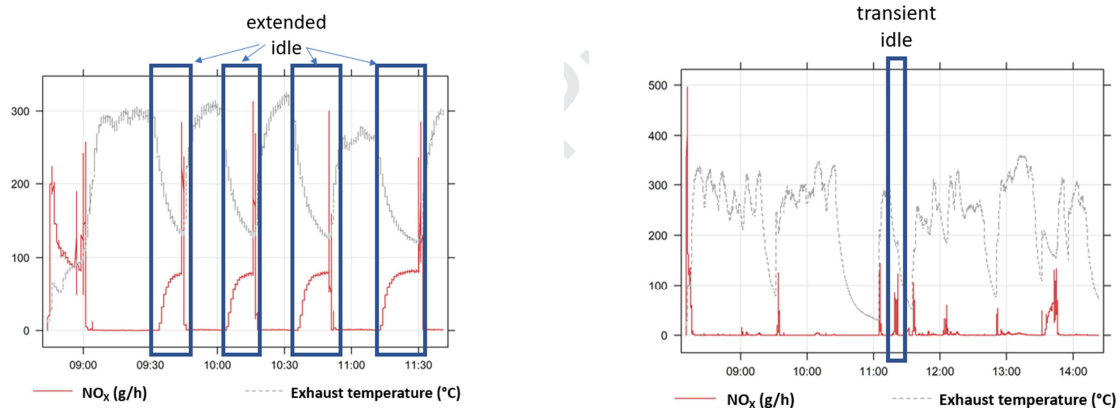 extended
idle
300
200
100
0
09:00 09:30 10:00 10:30 11:00 11:30
NOX (g/h) Exhaust temperature (°C)
transient
idle
500
400
300
200
100
0
09:00 10:00 11:00 12:00 13:00 14:00
NOX (g/h) Exhaust temperature (°C)